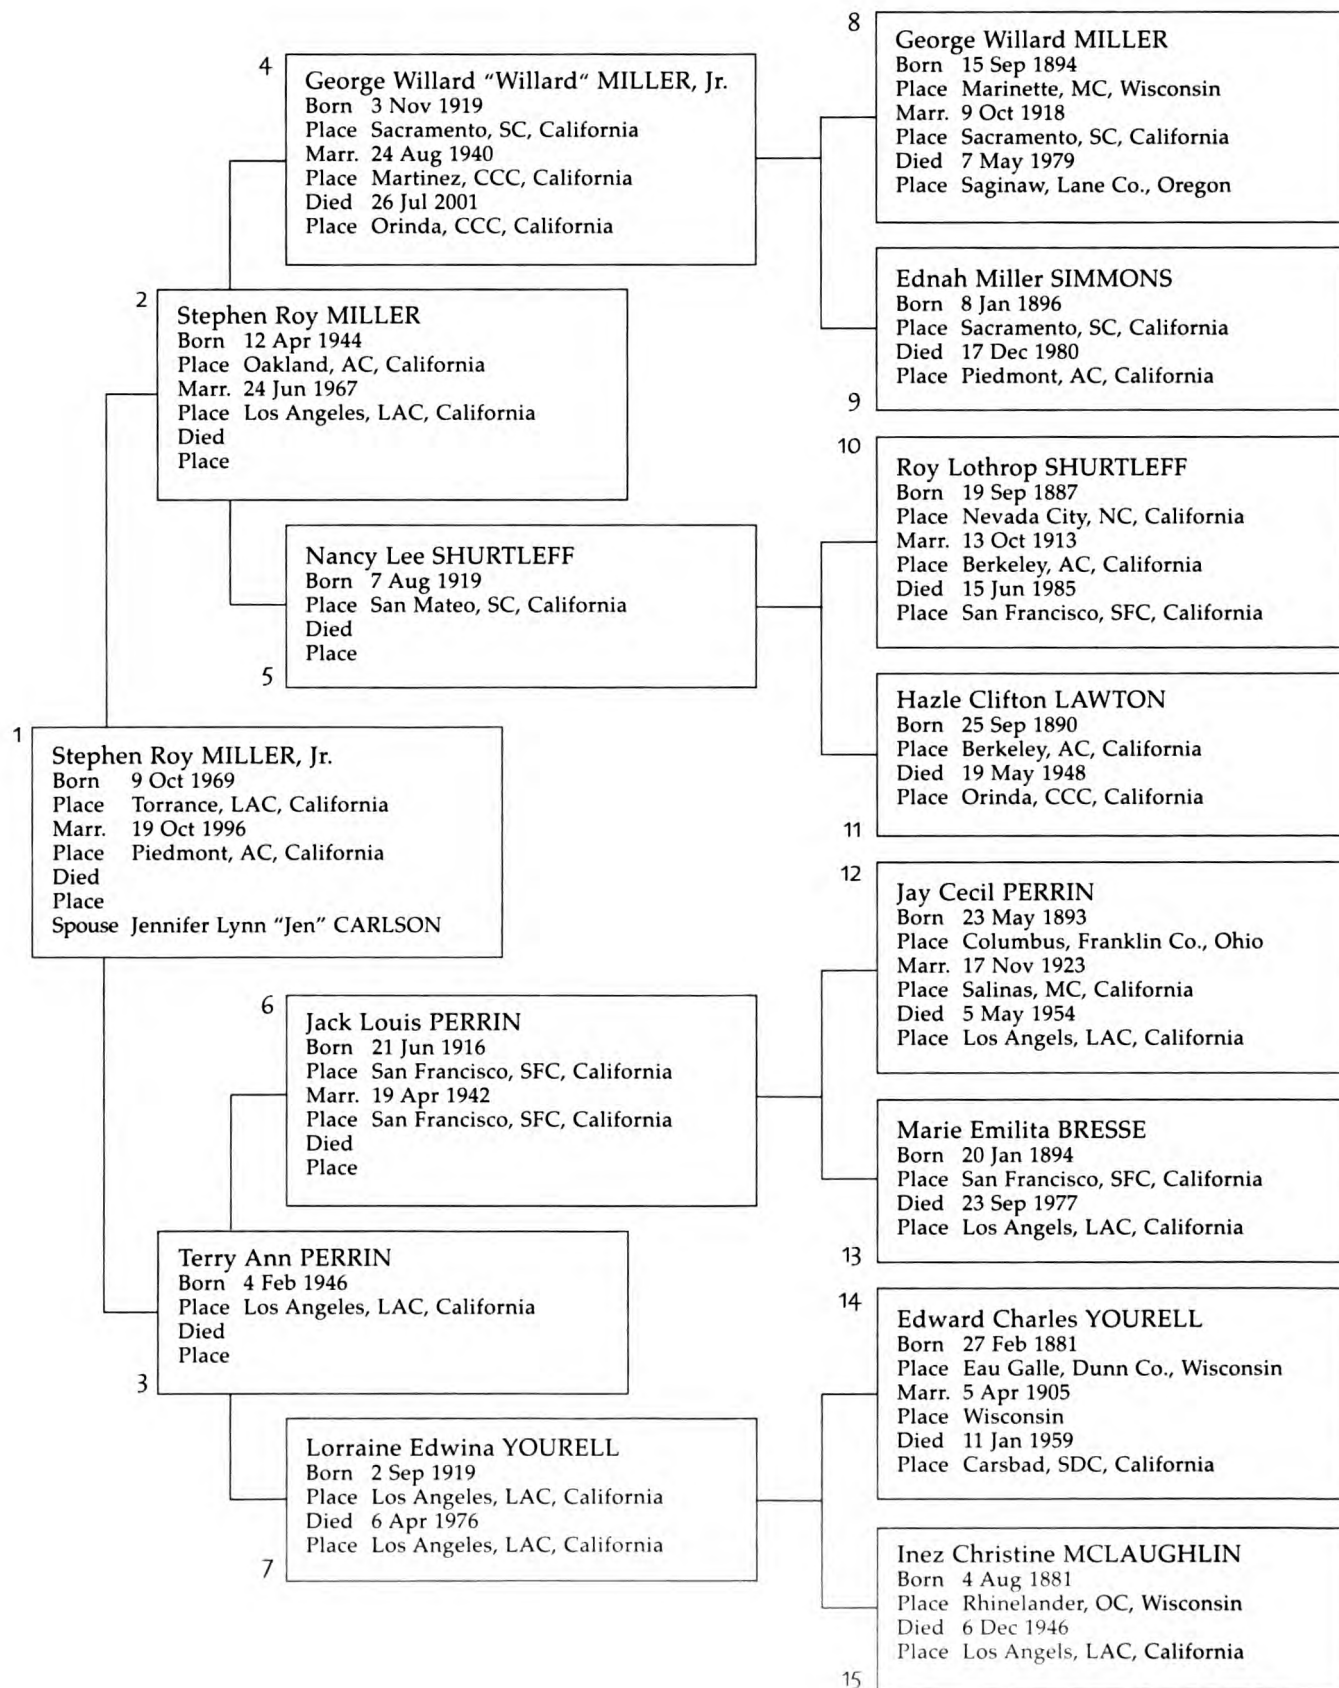 8
George Willard MILLER
Born 15 Sep 1894
Place Marinette, MC, Wisconsin
Marr. 9 Oct 1918
Place Sacramento, SC, California
Died 7 May 1979
Place Saginaw, Lane Co., Oregon
4
George Willard "Willard" MILLER, Jr.
Born 3 Nov 1919
Place Sacramento, SC, California
Marr. 24 Aug 1940
Place Martinez, CCC, California
Died 26 Jul 2001
Place Orinda, CCC, California
Ednah Miller SIMMONS
Born 8 Jan 1896
Place Sacramento, SC, California
Died 17 Dec 1980
Place Piedmont, AC, California
9
2
Stephen Roy MILLER
Born 12 Apr 1944
Place Oakland, AC, California
Marr. 24 Jun 1967
Place Los Angeles, LAC, California
Died
Place
10
Roy Lothrop SHURTLEFF
Born 19 Sep 1887
Place Nevada City, NC, California
Marr. 13 Oct 1913
Place Berkeley, AC, California
Died 15 Jun 1985
Place San Francisco, SFC, California
Nancy Lee SHURTLEFF
Born 7 Aug 1919
Place San Mateo, SC, California
Died
Place
5
Hazle Clifton LAWTON
Born 25 Sep 1890
Place Berkeley, AC, California
Died 19 May 1948
Place Orinda, CCC, California
11
1
Stephen Roy MILLER, Jr.
Born 9 Oct 1969
Place Torrance, LAC, California
Marr. 19 Oct 1996
Place Piedmont, AC, California
Died
Place
Spouse Jennifer Lynn "Jen" CARLSON
12
Jay Cecil PERRIN
Born 23 May 1893
Place Columbus, Franklin Co., Ohio
Marr. 17 Nov 1923
Place Salinas, MC, California
Died 5 May 1954
Place Los Angels, LAC, California
6
Jack Louis PERRIN
Born 21 Jun 1916
Place San Francisco, SFC, California
Marr. 19 Apr 1942
Place San Francisco, SFC, California
Died
Place
Marie Emilita BRESSE
Born 20 Jan 1894
Place San Francisco, SFC, California
Died 23 Sep 1977
Place Los Angels, LAC, California
13
Terry Ann PERRIN
Born 4 Feb 1946
Place Los Angeles, LAC, California
Died
Place
3
14
Edward Charles YOURELL
Born 27 Feb 1881
Place Eau Galle, Dunn Co., Wisconsin
Marr. 5 Apr 1905
Place Wisconsin
Died 11 Jan 1959
Place Carsbad, SDC, California
Lorraine Edwina YOURELL
Born 2 Sep 1919
Place Los Angeles, LAC, California
Died 6 Apr 1976
Place Los Angeles, LAC, California
7
Inez Christine MCLAUGHLIN
Born 4 Aug 1881
Place Rhinelander, OC, Wisconsin
Died 6 Dec 1946
Place Los Angels, LAC, California
15